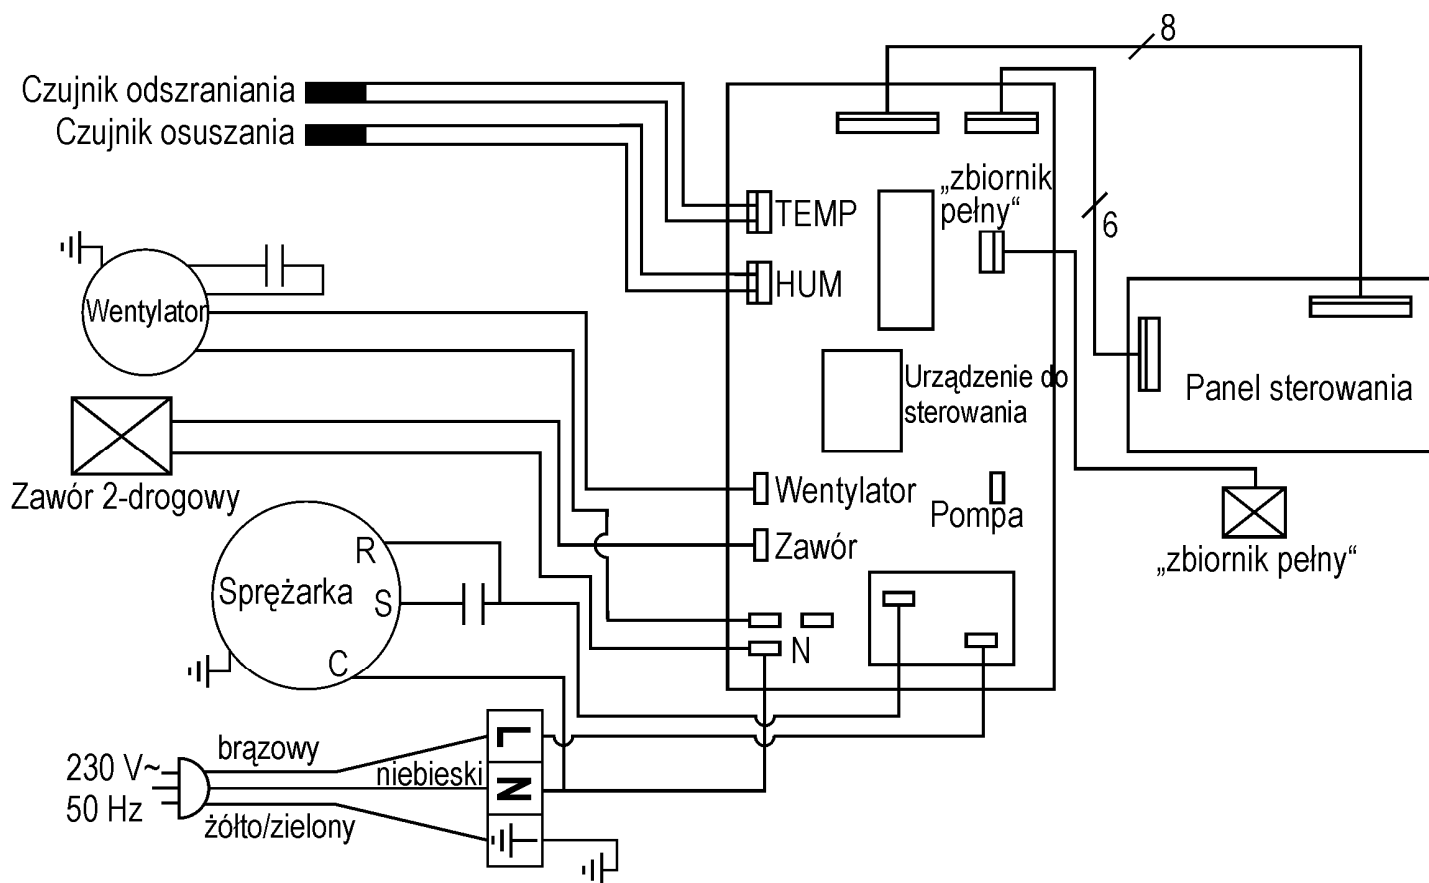 8
Czujnik odszraniania
Czujnik osuszania
„zbiornik
pełny“
TEMP
6
HUM
Wentylator
Urządzenie do
sterowania
Panel sterowania
Zawór 2-drogowy
Wentylator
Pompa
Zawór
„zbiornik pełny“
R
Sprężarka
S
C
N
L
brązowy
230 V~
niebieski
N
50 Hz
żółto/zielony